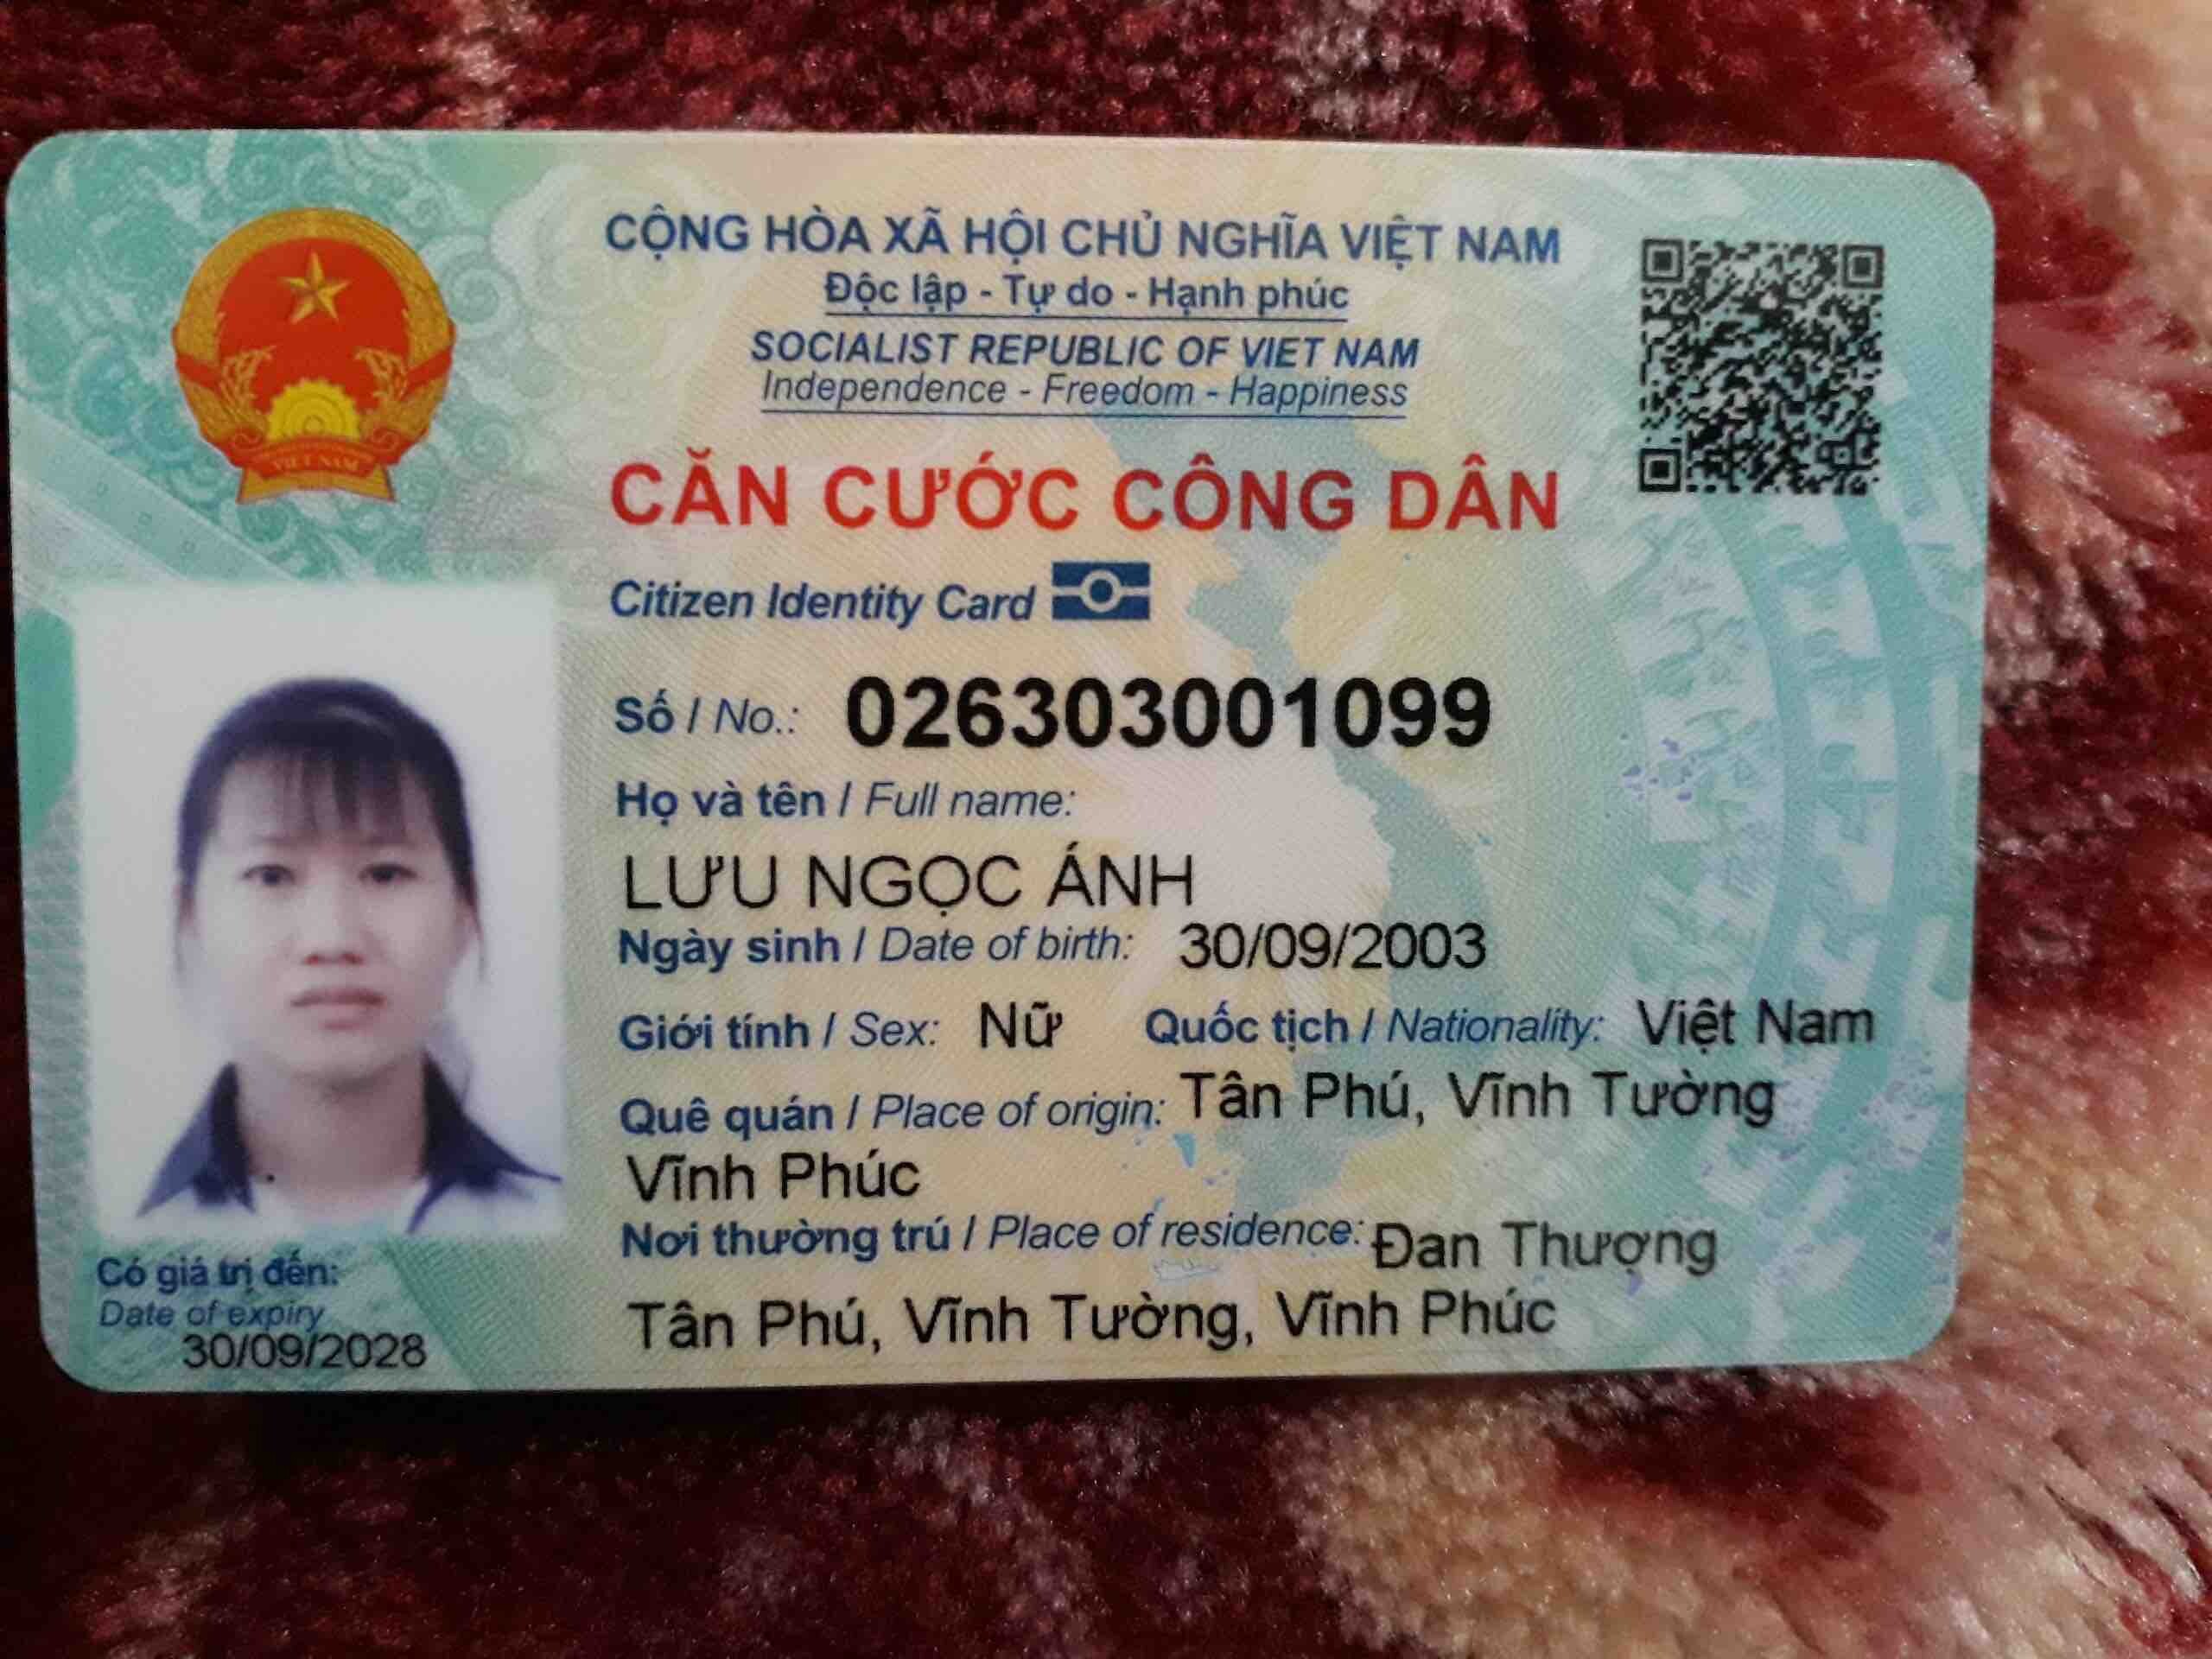 CỘNG HÒA XÃ HỘI CHỦ NGHĨA VIỆT NAM
Độc lập - Tự do - Hạnh phúc
SOCIALIST REPUBLIC OF VIET NAM
Independence - Freedom - Happiness
VIỆT NAM
CĂN CƯỚC CÔNG DÂN
Citizen Identity Card
Số / No.: 026303001099
Họ và tên / Full name:
LƯU NGỌC ÁNH
Ngày sinh / Date of birth: 30/09/2003
Giới tính / Sex: Nữ Quốc tịch / Nationality: Việt Nam
Quê quán / Place of origin: Tân Phú, Vĩnh Tường
Vĩnh Phúc
Nơi thường trú / Place of residence: Đan Thượng
Tân Phú, Vĩnh Tường, Vĩnh Phúc
Có giá trị đến:
Date of expiry
30/09/2028